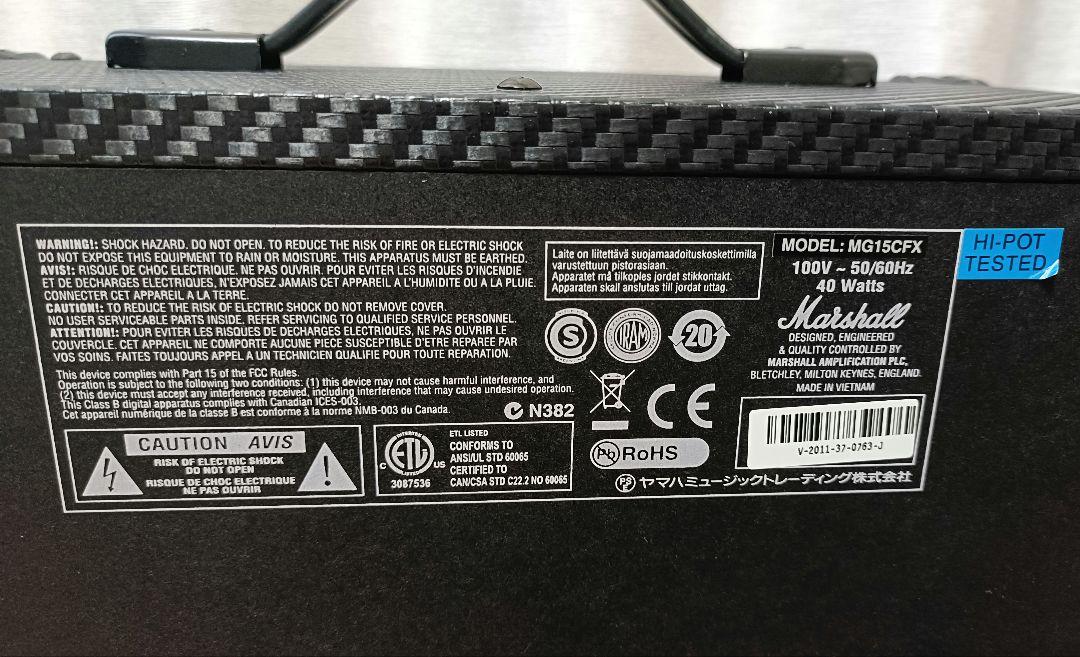 WARNING!: SHOCK HAZARD. DO NOT OPEN. TO REDUCE THE RISK OF FIRE OR ELECTRIC SHOCK
DO NOT EXPOSE THIS EQUIPMENT TO RAIN OR MOISTURE. THIS APPARATUS MUST BE EARTHED.
AVIS!: RISQUE DE CHOC ELECTRIQUE. NE PAS OUVRIR. POUR EVITER LES RISQUES D'INCENDIE
ET DE DECHARGES ELECTRIQUES, N'EXPOSEZ JAMAIS CET APPAREIL A L'HUMIDITE OU A LA PLUIE.
CONNECTER CET APPAREIL A LA TERRE.
CAUTION!: TO REDUCE THE RISK OF ELECTRIC SHOCK DO NOT REMOVE COVER.
NO USER SERVICEABLE PARTS INSIDE. REFER SERVICING TO QUALIFIED SERVICE PERSONNEL.
ATTENTION!: POUR EVITER LES RISQUES DE DECHARGES ELECTRIQUES, NE PAS OUVRIR LE
COUVERCLE. CET APPAREIL NE COMPORTE AUCUNE PIECE SUSCEPTIBLE D'ETRE REPAREE PAR
VOS SOINS. FAITES TOUJOURS APPEL A UN TECHNICIEN QUALIFIE POUR TOUTE REPARATION.
This device complies with Part 15 of the FCC Rules.
Operation is subject to the following two conditions: (1) this device may not cause harmful interference, and
(2) this device must accept any interference received, including interference that may cause undesired operation.
This Class B digital apparatus complies with Canadian ICES-003.
Cet appareil numérique de la classe B est conforme à la norme NMB-003 du Canada.
N382
CAUTION AVIS
RISK OF ELECTRIC SHOCK
DO NOT OPEN
RISQUE DE CHOC ELECTRIQUE
NE PAS OUVRIR
C ETL US
INTERTEK
3087536
ETL LISTED
CONFORMS TO
ANSI/UL STD 60065
CERTIFIED TO
CAN/CSA STD C22.2 NO 60065
Laite on liitettävä suojamaadoituskoskettimilla
varustettuun pistorasiaan.
Apparatet må tilkoples jordet stikkontakt.
Apparaten skall anslutas till jordat uttag.
S
IRAM
20
CE
Pb RoHS
PSE ヤマハミュージックトレーディング株式会社
MODEL: MG15CFX
100V ~ 50/60Hz
40 Watts
Marshall
DESIGNED, ENGINEERED
& QUALITY CONTROLLED BY
MARSHALL AMPLIFICATION PLC,
BLETCHLEY, MILTON KEYNES, ENGLAND.
MADE IN VIETNAM
V-2011-37-0763-J
HI-POT
TESTED